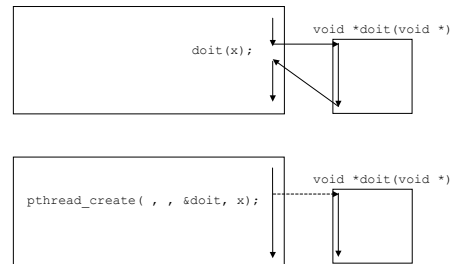 void *doit(void *)
doit(x);
void *doit(void *)
pthread_create( , , &doit, x);